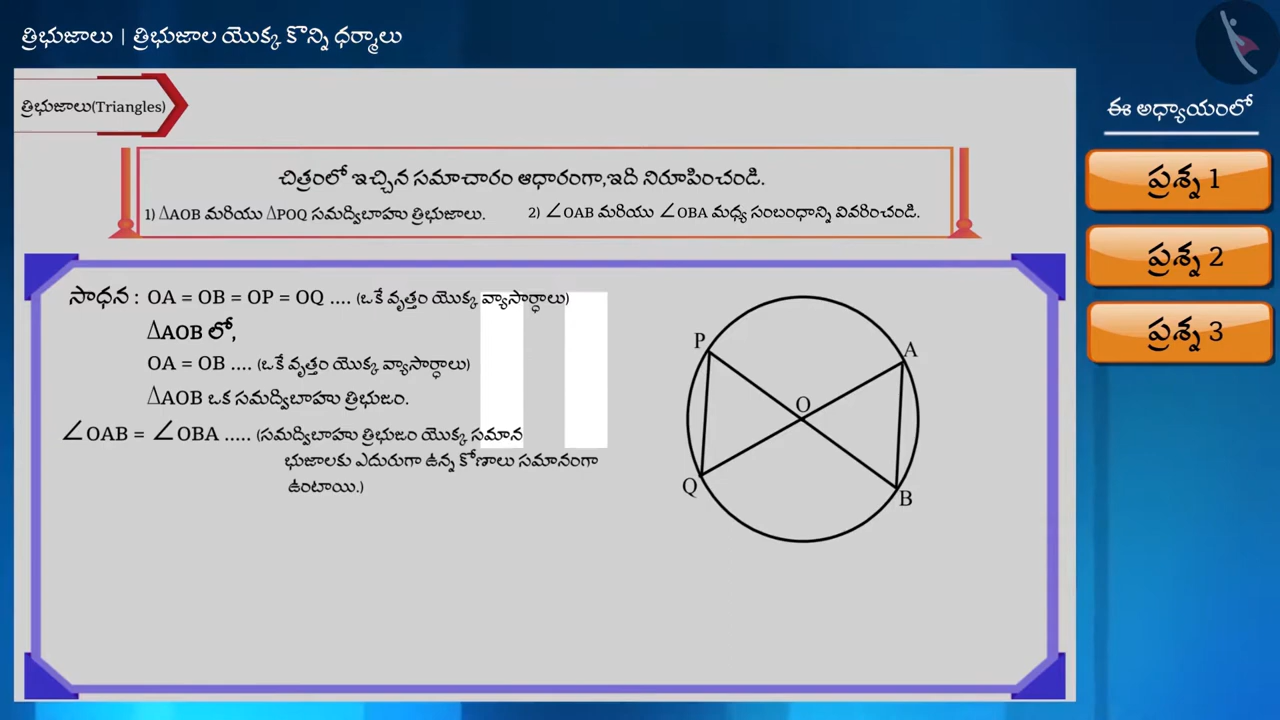 త్రిభుజాలు | త్రిభుజాల యొక్క కొన్ని ధర్మాలు
త్రిభుజాలు(Triangles)
చిత్రంలో ఇచ్చిన సమాచారం ఆధారంగా,ఇది నిరూపించండి.
1) ΔAOB మరియు ΔPOQ సమద్విబాహు త్రిభుజాలు. 2) ∠OAB మరియు ∠OBA మధ్య సంబంధాన్ని వివరించండి.
సాధన : OA = OB = OP = OQ .... (ఒకే వృత్తం యొక్క వ్యాసార్ధాలు)
ΔAOB లో,
OA = OB .... (ఒకే వృత్తం యొక్క వ్యాసార్ధాలు)
ΔAOB ఒక సమద్విబాహు త్రిభుజం.
∠OAB = ∠OBA ..... (సమద్విబాహు త్రిభుజం యొక్క సమాన
భుజాలకు ఎదురుగా ఉన్న కోణాలు సమానంగా
ఉంటాయి.)
P
A
O
Q
B
ఈ అధ్యాయంలో
ప్రశ్న 1
ప్రశ్న 2
ప్రశ్న 3